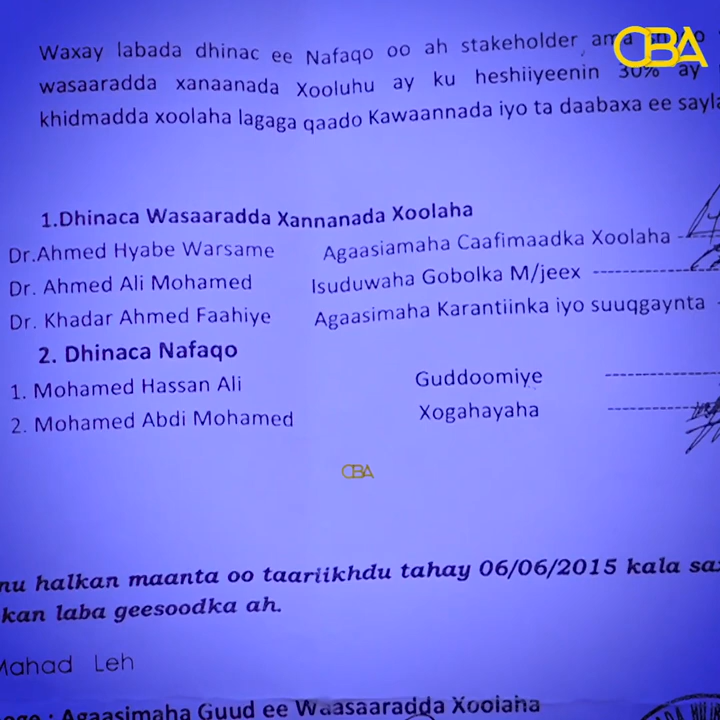 CBA
Waxay labada dhinac ee Nafaqo oo ah stakeholder ama
wasaaradda xanaanada Xooluhu ay ku heshiiyeenin 30% ay
khidmadda xoolaha lagaga qaado Kawaannada iyo ta daabaxa ee sayla
1.Dhinaca Wasaaradda Xannanada Xoolaha
Dr.Ahmed Hyabe Warsame Agaasiamaha Caafimaadka Xoolaha
Dr. Ahmed Ali Mohamed Isuduwaha Gobolka M/jeex
Dr. Khadar Ahmed Faahiye Agaasimaha Karantiinka iyo suuqgaynta
2. Dhinaca Nafaqo
1. Mohamed Hassan Ali Guddoomiye
2. Mohamed Abdi Mohamed Xogahayaha
CBA
nu halkan maanta oo taariikhdu tahay 06/06/2015 kala sax
kan laba geesoodka ah.
Mahad Leh
: Agaasimaha Guud ee Waasaaradda Xoolaha